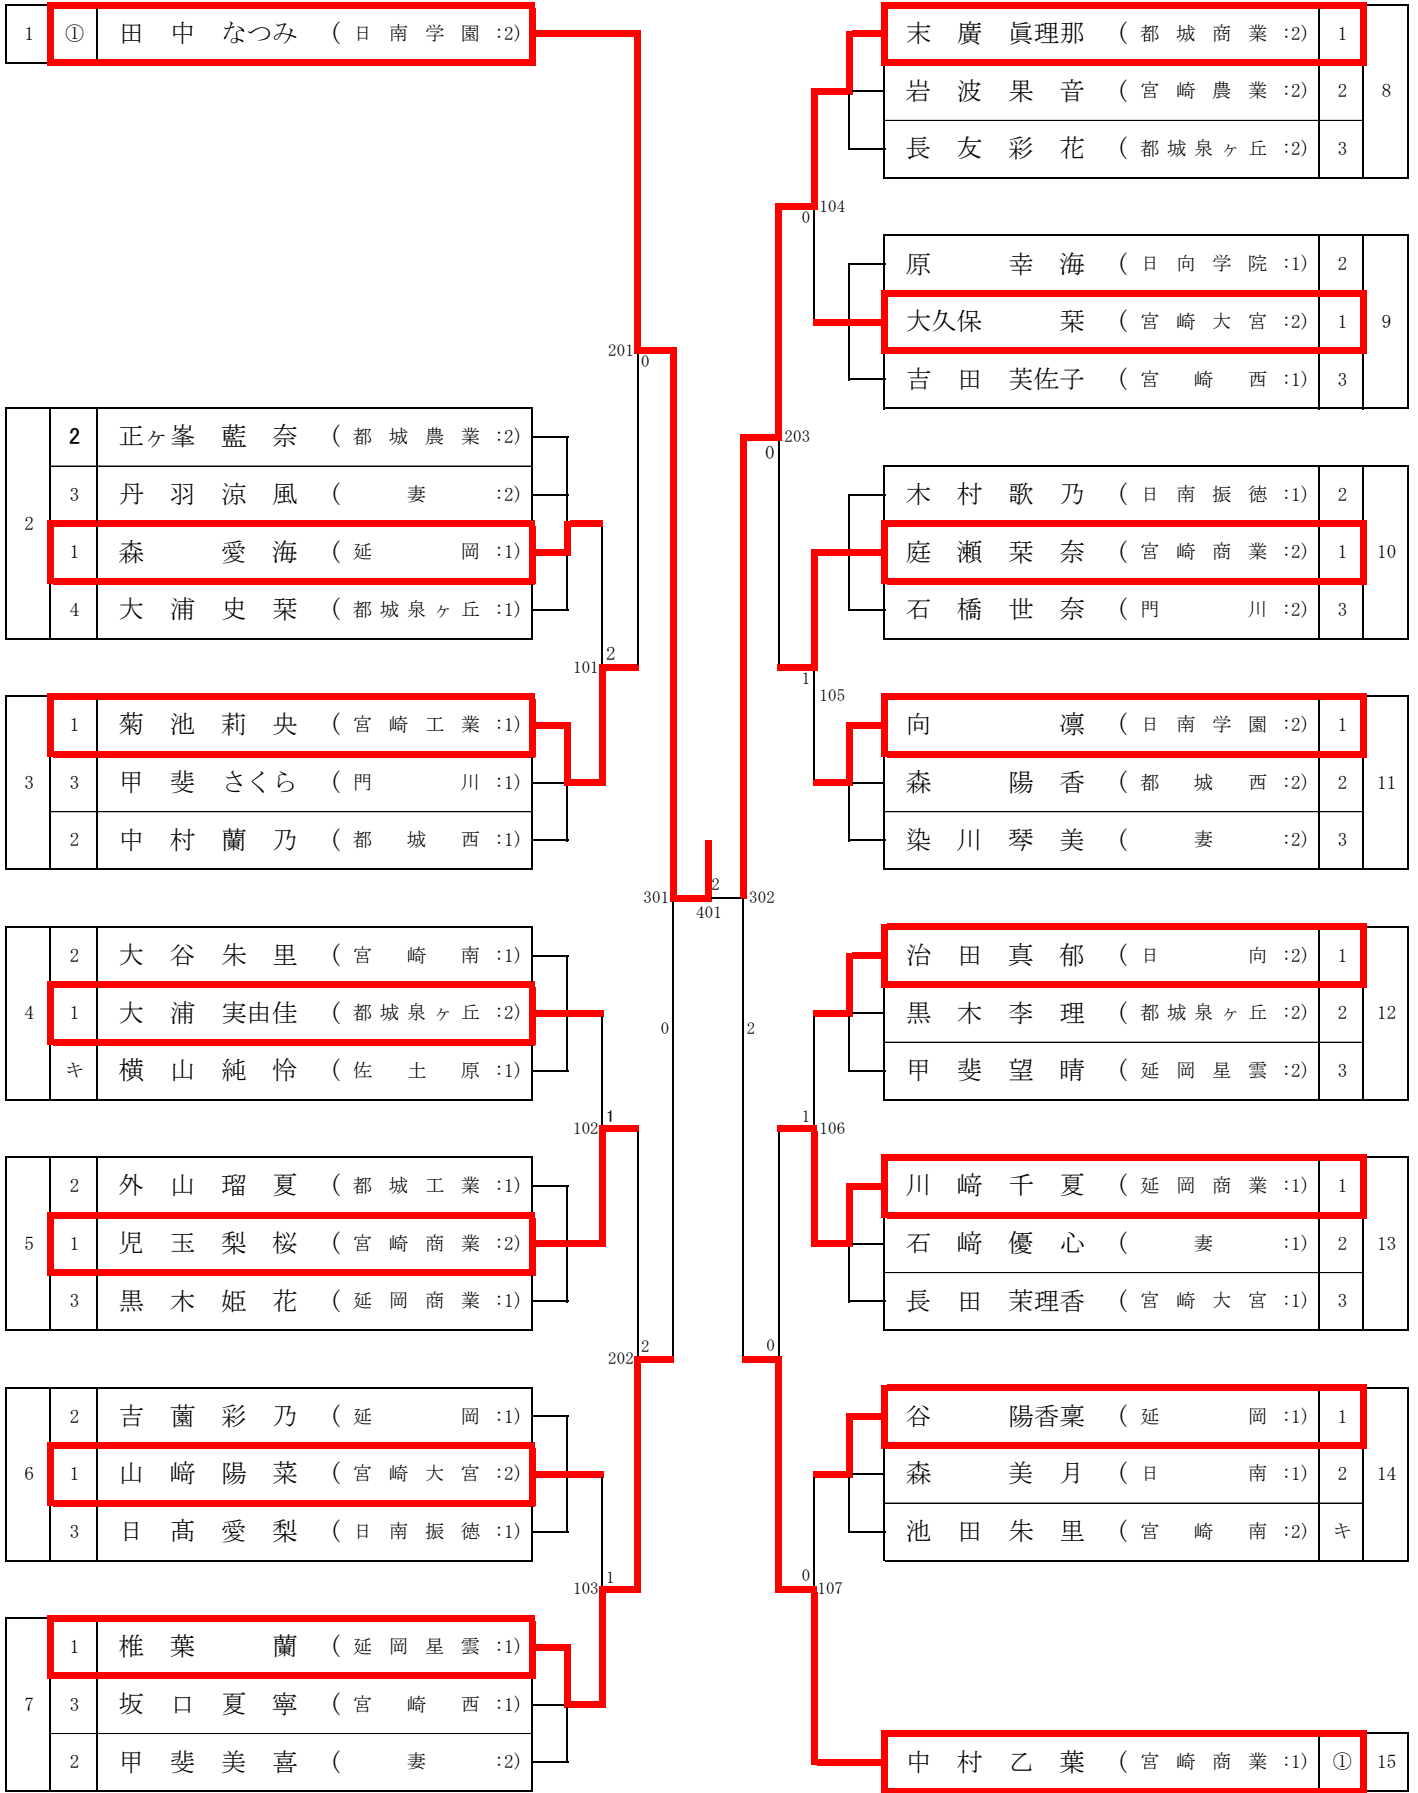 1 ① 田中 なつみ ( 日南学園 :2)
201
0
2 正ヶ峯 藍奈 ( 都城農業 :2)
3 丹羽 涼風 ( 妻 :2)
2
1 森 愛海 ( 延岡 :1)
4 大浦 史栞 ( 都城泉ヶ丘 :1)
101
2
1 菊池 莉央 ( 宮崎工業 :1)
3 3 甲斐 さくら ( 門川 :1)
2 中村 蘭乃 ( 都城西 :1)
301
2
401
302
2 大谷 朱里 ( 宮崎南 :1)
4 1 大浦 実由佳 ( 都城泉ヶ丘 :2)
キ 横山 純怜 ( 佐土原 :1)
0
2
102
1
2 外山 瑠夏 ( 都城工業 :1)
5 1 児玉 梨桜 ( 宮崎商業 :2)
3 黒木 姫花 ( 延岡商業 :1)
202
2
2 吉薗 彩乃 ( 延岡 :1)
6 1 山﨑 陽菜 ( 宮崎大宮 :2)
3 日髙 愛梨 ( 日南振徳 :1)
103
1
1 椎葉 蘭 ( 延岡星雲 :1)
7 3 坂口 夏寧 ( 宮崎西 :1)
2 甲斐 美喜 ( 妻 :2)
末廣 眞理那 ( 都城商業 :2) 1
岩波 果音 ( 宮崎農業 :2) 2 8
長友 彩花 ( 都城泉ヶ丘 :2) 3
0
104
原 幸海 ( 日向学院 :1) 2
大久保 栞 ( 宮崎大宮 :2) 1 9
吉田 芙佐子 ( 宮崎西 :1) 3
0
203
木村 歌乃 ( 日南振徳 :1) 2
庭瀬 栞奈 ( 宮崎商業 :2) 1 10
石橋 世奈 ( 門川 :2) 3
1
105
向 凛 ( 日南学園 :2) 1
森 陽香 ( 都城西 :2) 2 11
染川 琴美 ( 妻 :2) 3
治田 真郁 ( 日向 :2) 1
黒木 李理 ( 都城泉ヶ丘 :2) 2 12
甲斐 望晴 ( 延岡星雲 :2) 3
1
106
川﨑 千夏 ( 延岡商業 :1) 1
石﨑 優心 ( 妻 :1) 2 13
長田 茉理香 ( 宮崎大宮 :1) 3
0
谷 陽香稟 ( 延岡 :1) 1
森 美月 ( 日南 :1) 2 14
池田 朱里 ( 宮崎南 :2) キ
0
107
中村 乙葉 ( 宮崎商業 :1) ① 15